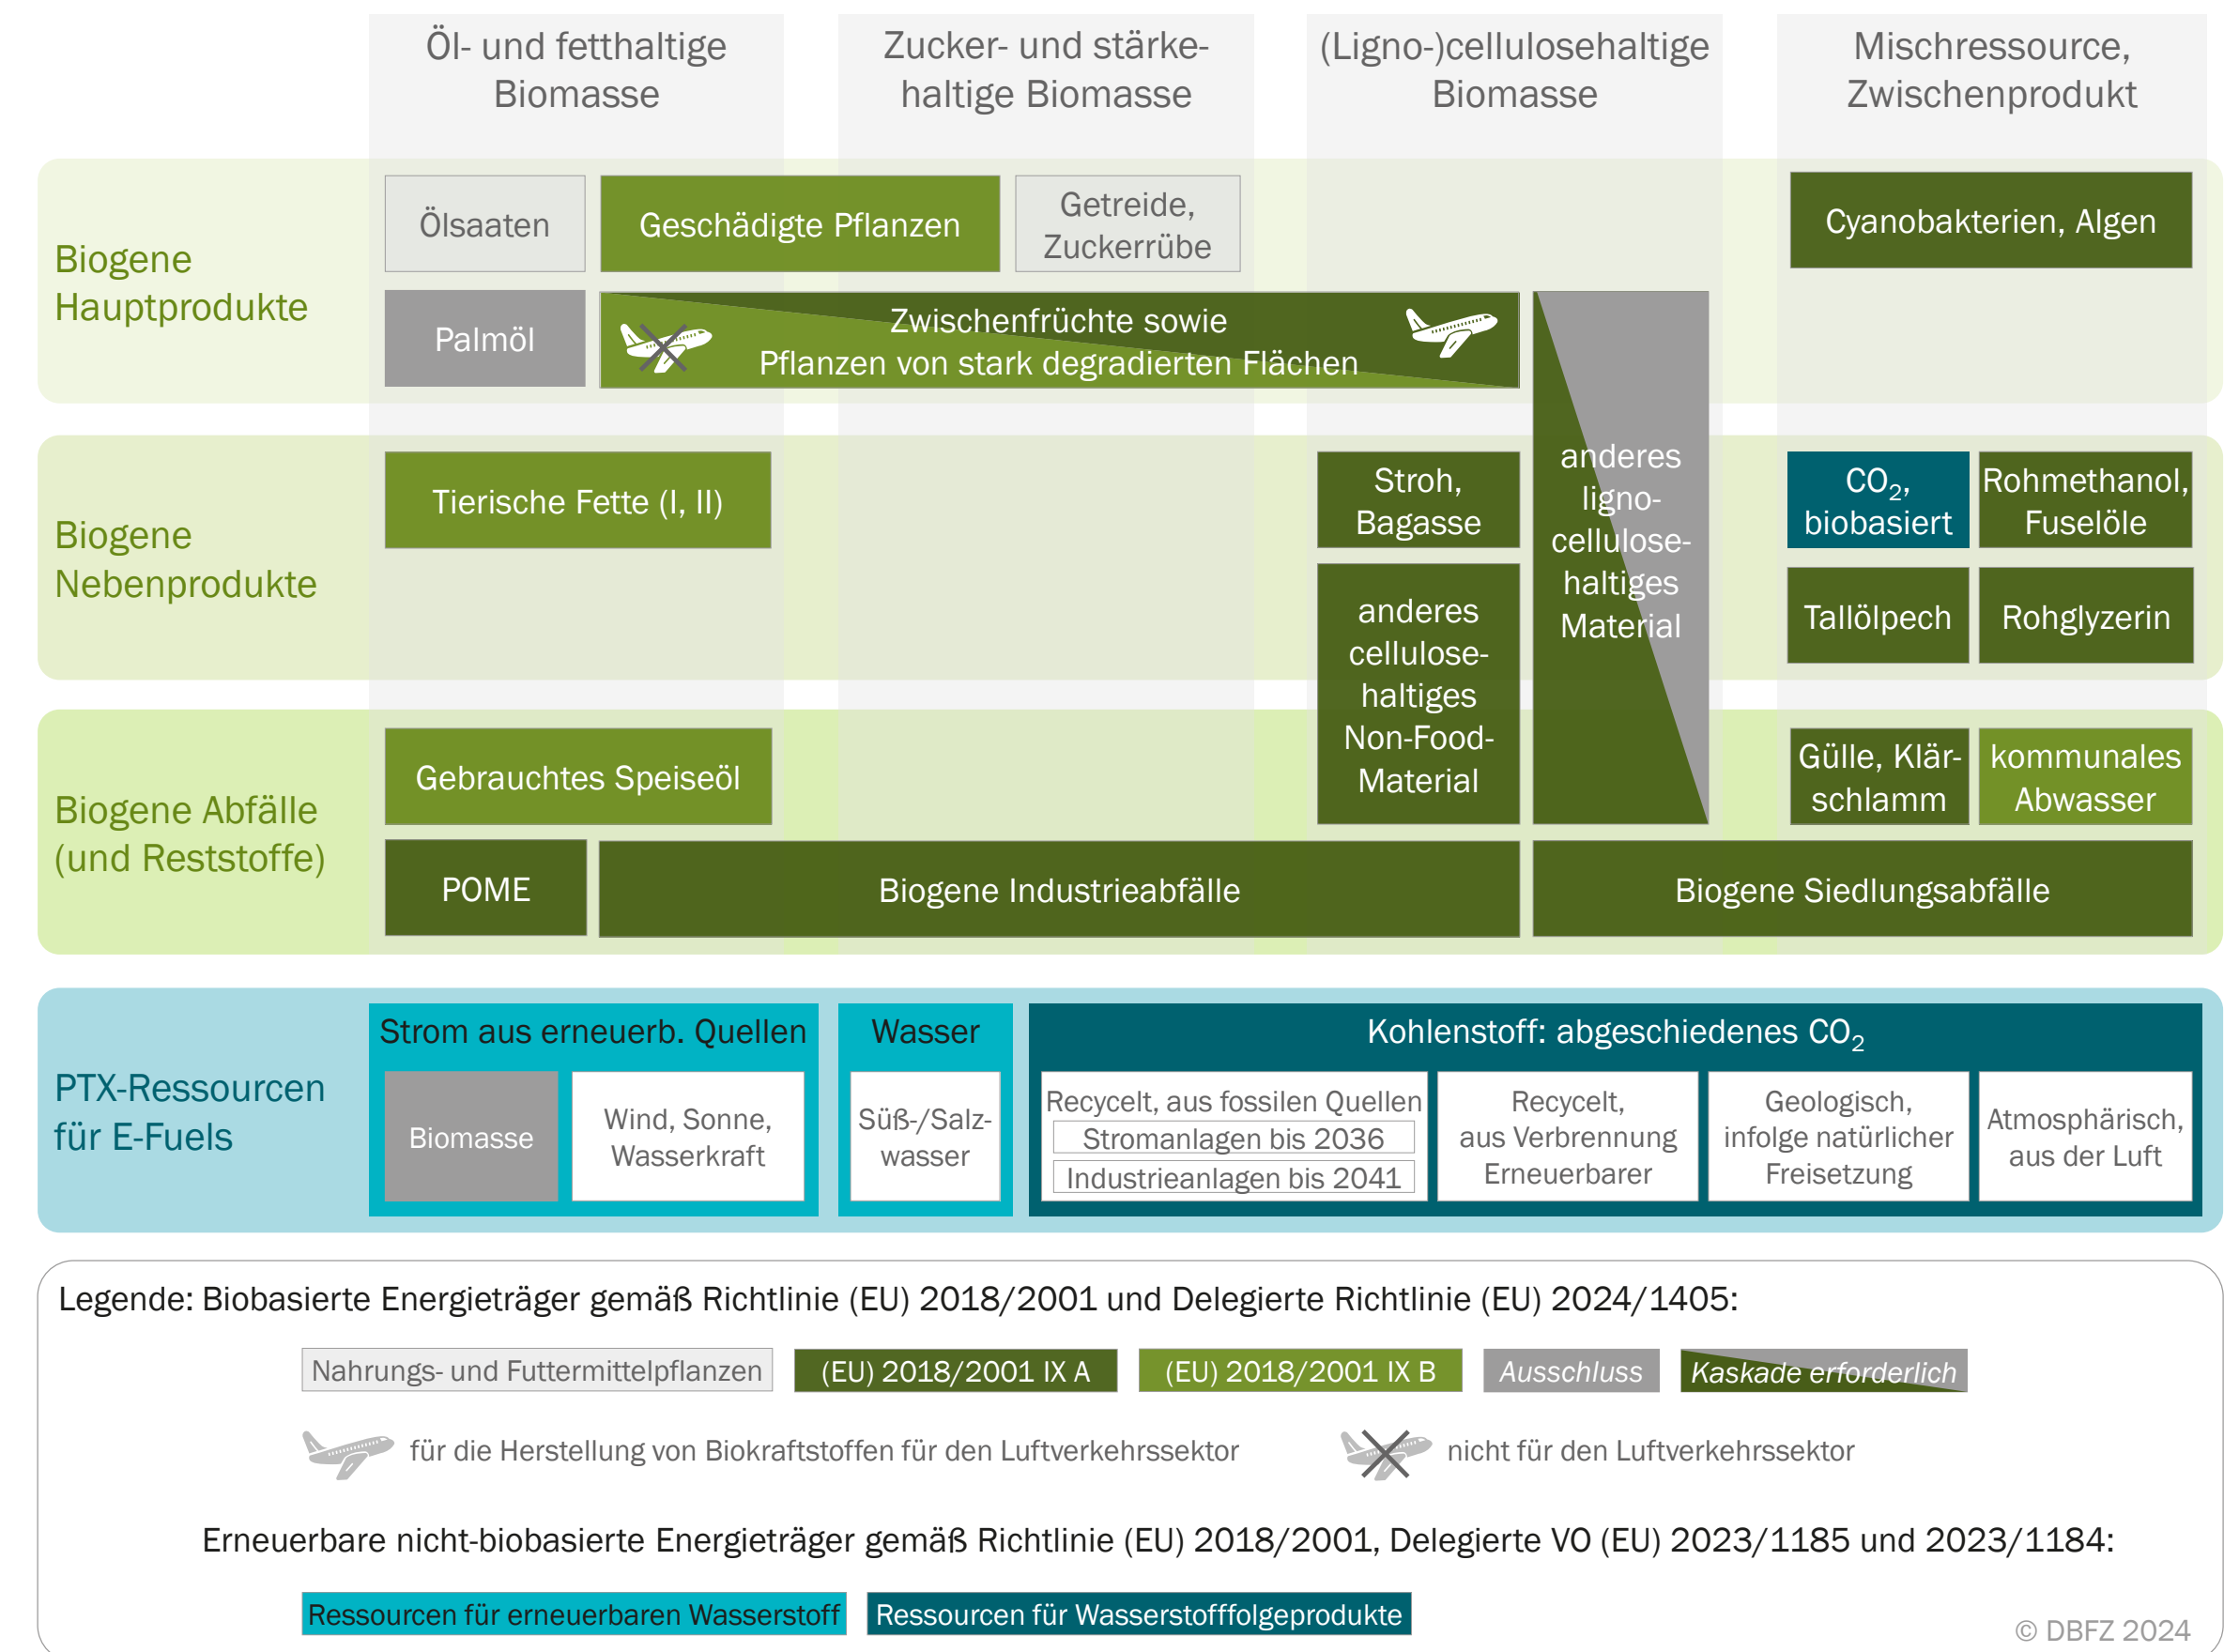 Öl- und fetthaltige
Biomasse
Zucker- und stärke-
haltige Biomasse
(Ligno-)cellulosehaltige
Biomasse
Mischressource,
Zwischenprodukt
Biogene
Hauptprodukte
Ölsaaten
Geschädigte Pflanzen
Getreide,
Zuckerrübe
Cyanobakterien, Algen
Palmöl
Zwischenfrüchte sowie
Pflanzen von stark degradierten Flächen
Biogene
Nebenprodukte
Tierische Fette (I, II)
Stroh,
Bagasse
anderes
ligno-
cellulose-
haltiges
Material
CO₂,
biobasiert
Rohmethanol,
Fuselöle
anderes
cellulose-
haltiges
Non-Food-
Material
Tallölpech
Rohglyzerin
Biogene Abfälle
(und Reststoffe)
Gebrauchtes Speiseöl
Gülle, Klär-
schlamm
kommunales
Abwasser
POME
Biogene Industrieabfälle
Biogene Siedlungsabfälle
PTX-Ressourcen
für E-Fuels
Strom aus erneuerb. Quellen
Biomasse
Wind, Sonne,
Wasserkraft
Wasser
Süß-/Salz-
wasser
Kohlenstoff: abgeschiedenes CO₂
Recycelt, aus fossilen Quellen
Stromanlagen bis 2036
Industrieanlagen bis 2041
Recycelt,
aus Verbrennung
Erneuerbarer
Geologisch,
infolge natürlicher
Freisetzung
Atmosphärisch,
aus der Luft
Legende: Biobasierte Energieträger gemäß Richtlinie (EU) 2018/2001 und Delegierte Richtlinie (EU) 2024/1405:
Nahrungs- und Futtermittelpflanzen
(EU) 2018/2001 IX A
(EU) 2018/2001 IX B
Ausschluss
Kaskade erforderlich
für die Herstellung von Biokraftstoffen für den Luftverkehrssektor
nicht für den Luftverkehrssektor
Erneuerbare nicht-biobasierte Energieträger gemäß Richtlinie (EU) 2018/2001, Delegierte VO (EU) 2023/1185 und 2023/1184:
Ressourcen für erneuerbaren Wasserstoff
Ressourcen für Wasserstofffolgeprodukte
© DBFZ 2024